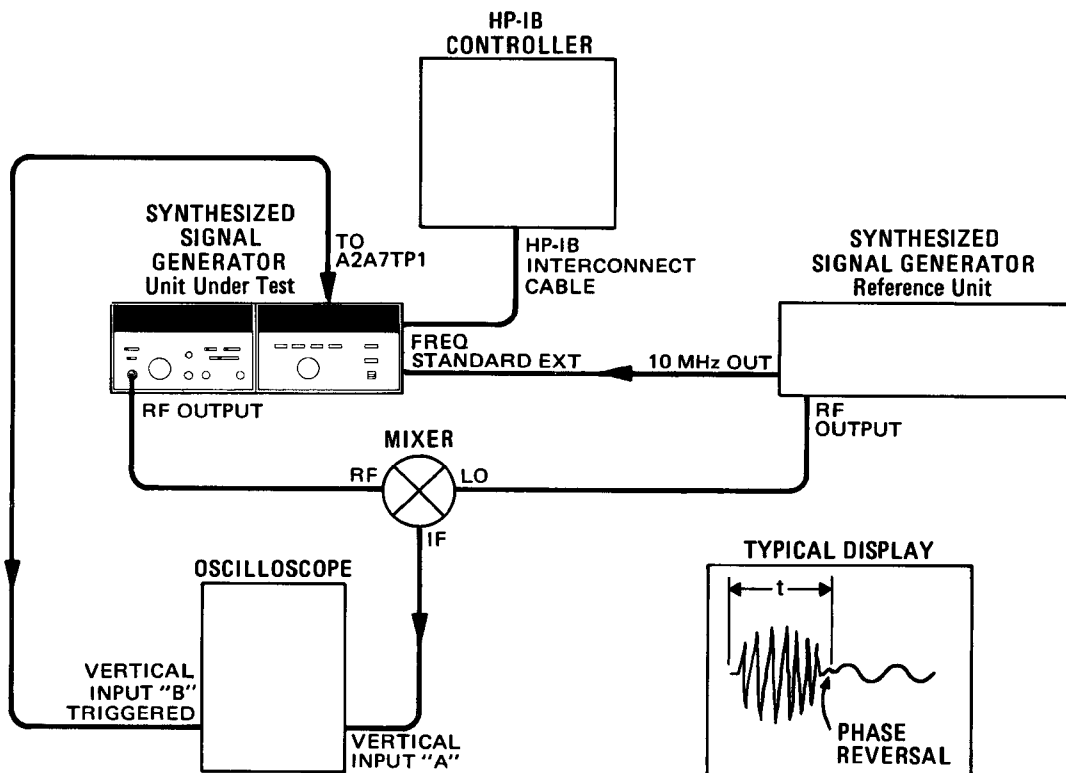 HP-IB
CONTROLLER
SYNTHESIZED
SIGNAL
GENERATOR
Unit Under Test
TO
A2A7TP1
HP-IB
INTERCONNECT
CABLE
SYNTHESIZED
SIGNAL GENERATOR
Reference Unit
FREQ
STANDARD EXT
10 MHz OUT
RF OUTPUT
RF
OUTPUT
MIXER
RF
LO
IF
OSCILLOSCOPE
VERTICAL
INPUT "B"
TRIGGERED
VERTICAL
INPUT "A"
TYPICAL DISPLAY
t
PHASE
REVERSAL